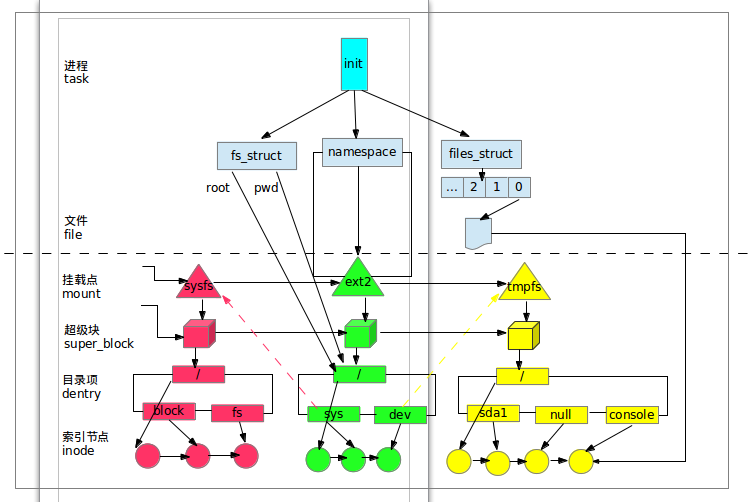 进程
task
init
fs_struct
namespace
files_struct
root
pwd
... 2 1 0
文件
file
挂载点
mount
sysfs
ext2
tmpfs
超级块
super_block
目录项
dentry
/
/
/
block
fs
sys
dev
sda1
null
console
索引节点
inode